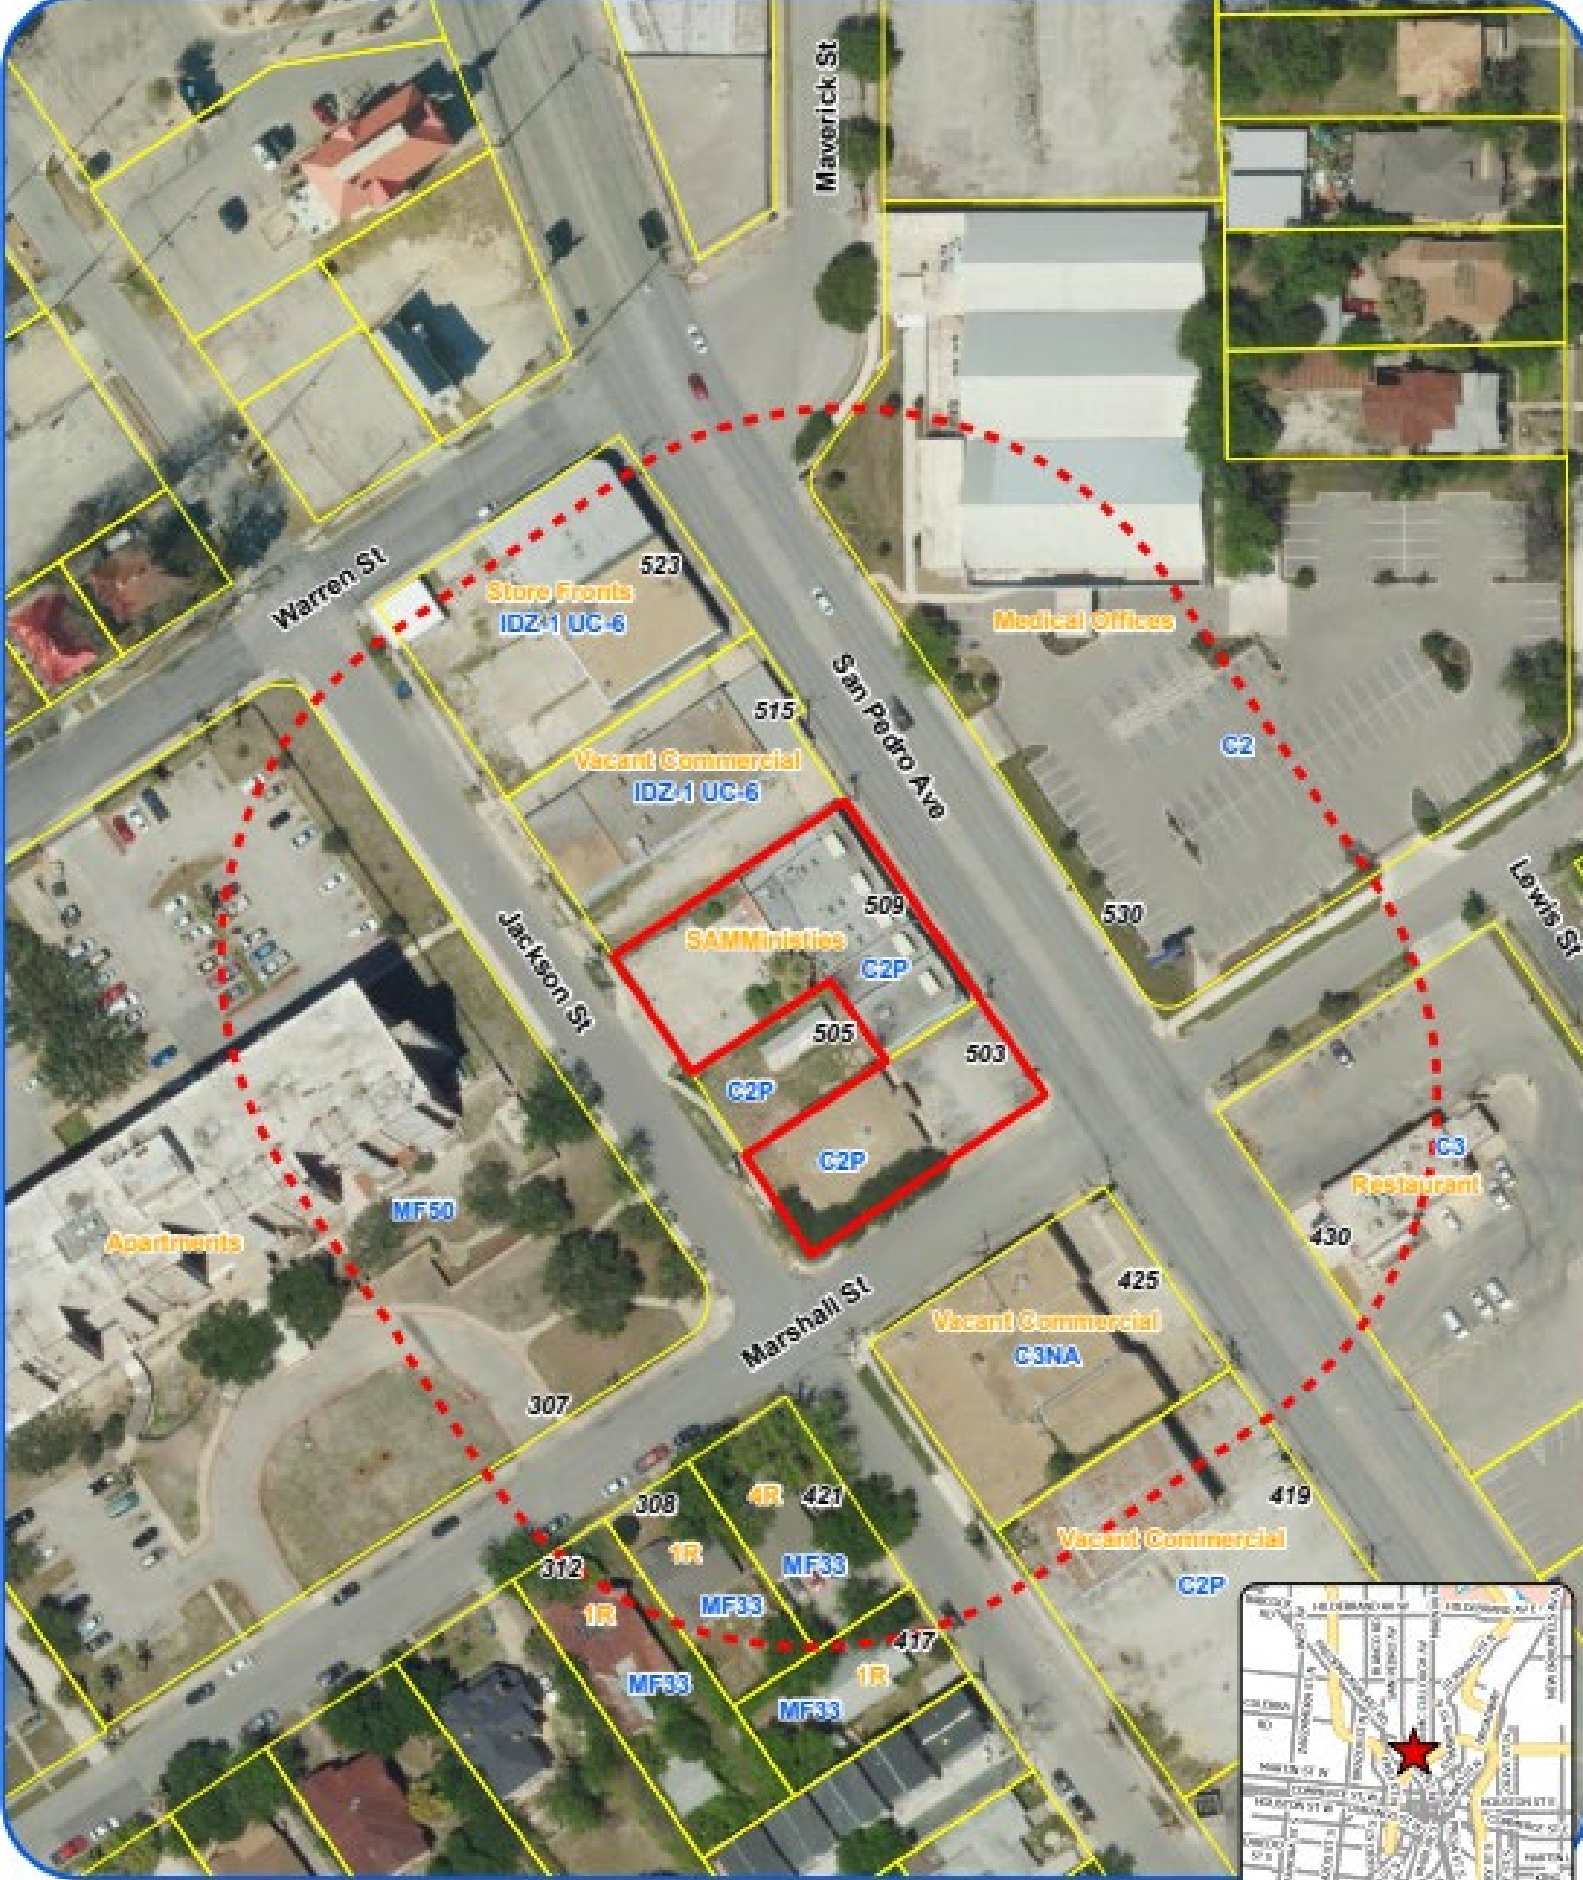 Maverick St
523
Warren St
Store Fronts
IDZ-1 UC-6
Medical Offices
San Pedro Ave
515
C2
Vacant Commercial
IDZ-1 UC-6
Lewis St
509
530
Jackson St
SAMMinisties
C2P
505
503
C2P
C3
C2P
Restaurant
MF50
Apartments
430
425
Marshall St
Vacant Commercial
C3NA
307
308
4R
421
419
1R
Vacant Commercial
312
MF33
C2P
1R
MF33
417
1R
MF33
MF33